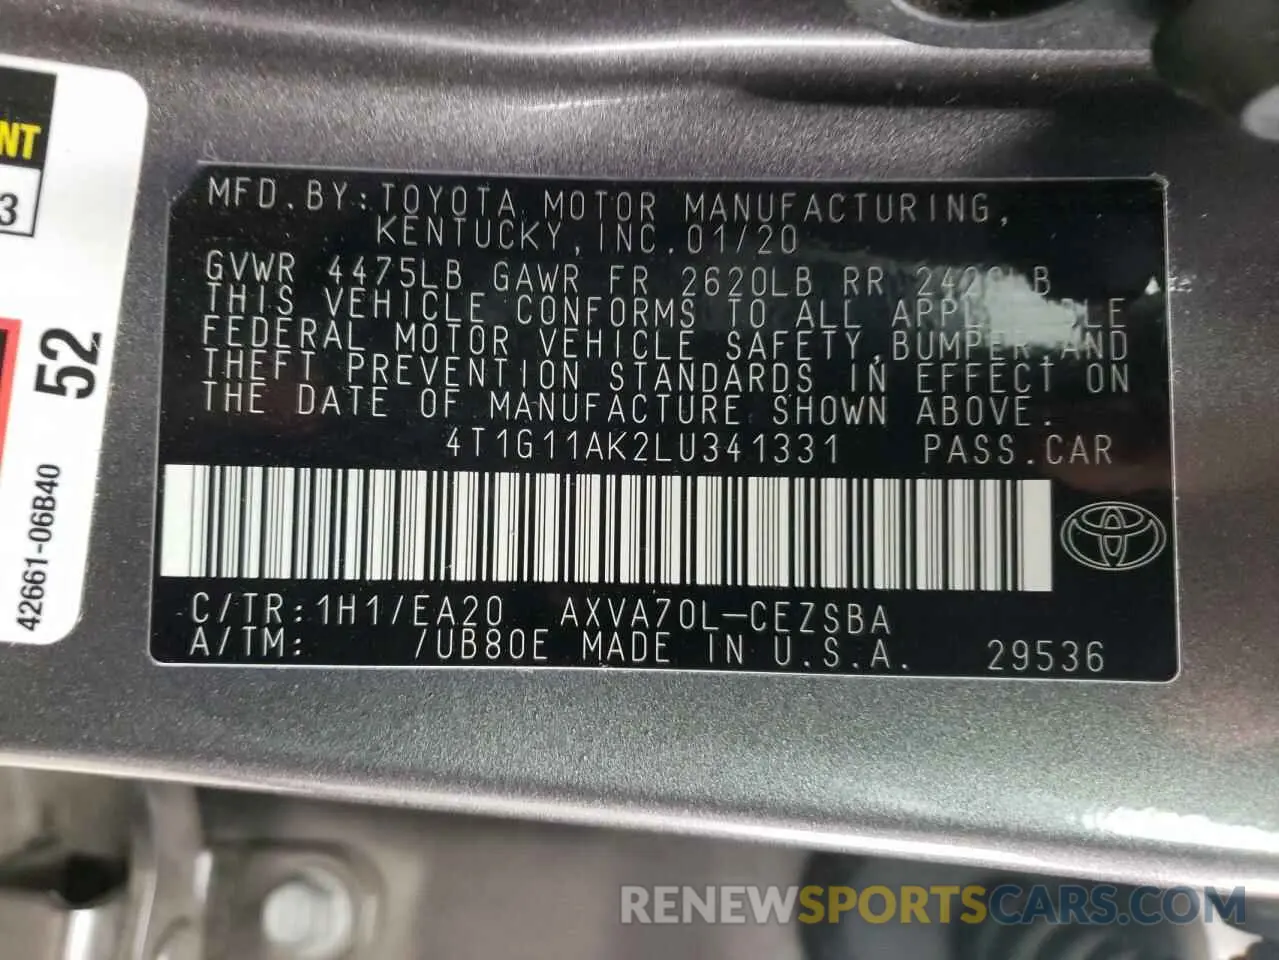 MFD.BY:TOYOTA MOTOR MANUFACTURING,
KENTUCKY,INC.01/20
GVWR 4475LB GAWR FR 2620LB RR 2420LB
THIS VEHICLE CONFORMS TO ALL APPLICABLE
FEDERAL MOTOR VEHICLE SAFETY,BUMPER,AND
THEFT PREVENTION STANDARDS IN EFFECT ON
THE DATE OF MANUFACTURE SHOWN ABOVE.
4T1G11AK2LU341331 PASS.CAR
C/TR:1H1/EA20 AXVA70L-CEZSBA
A/TM: /UB80E MADE IN U.S.A. 29536
NT
3
52
42661-06B40
RENEWSPORTSCARS.COM